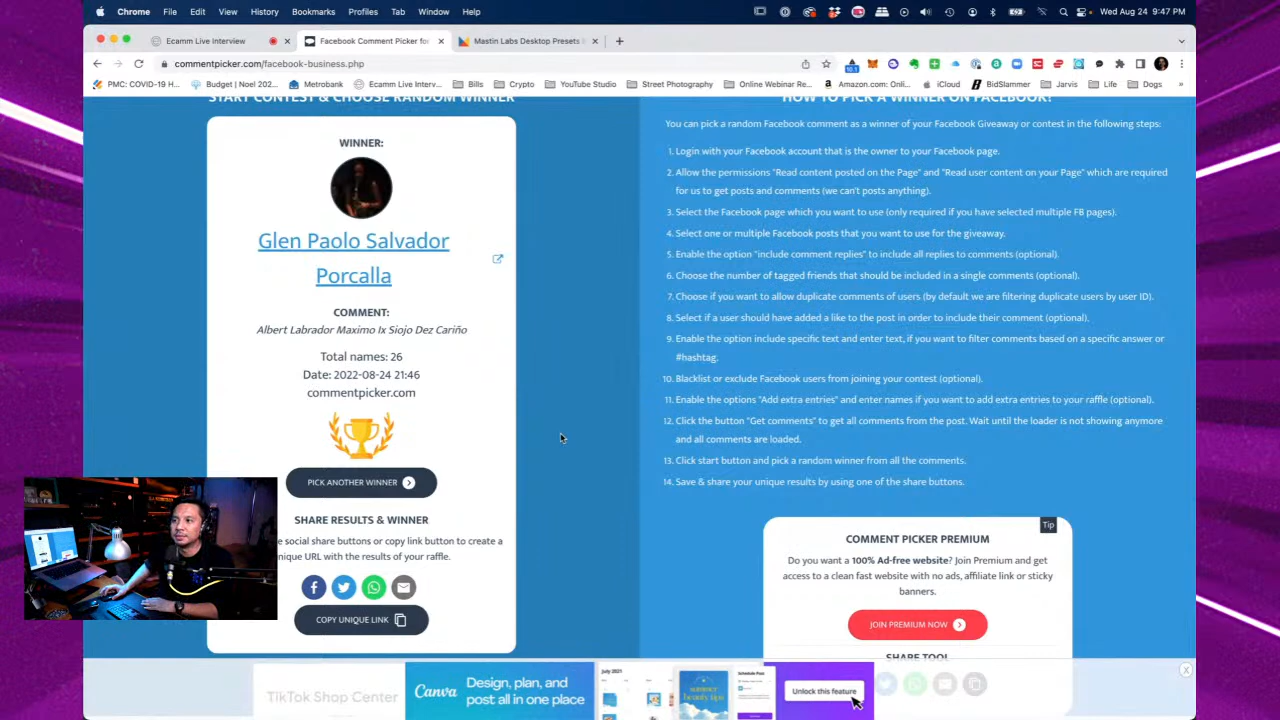 Chrome File Edit View History Bookmarks Profiles Tab Window Help
Wed Aug 24 9:47 PM
Ecamm Live Interview
Facebook Comment Picker for
Mastin Labs Desktop Presets
commentpicker.com/facebook-business.php
PMC: COVID-19 H...
Budget | Noel 202...
Metrobank
Ecamm Live Interv...
Bills
Crypto
YouTube Studio
Street Photography
Online Webinar Re...
Amazon.com: Onli...
iCloud
BidSlammer
Jarvis
Life
Dogs
»
START CONTEST & CHOOSE RANDOM WINNER
WINNER:
Glen Paolo Salvador
Porcalla
COMMENT:
Albert Labrador Maximo Ix Siojo Dez Cariño
Total names: 26
Date: 2022-08-24 21:46
commentpicker.com
PICK ANOTHER WINNER
SHARE RESULTS & WINNER
e social share buttons or copy link button to create a
nique URL with the results of your raffle.
COPY UNIQUE LINK
HOW TO PICK A WINNER ON FACEBOOK?
You can pick a random Facebook comment as a winner of your Facebook Giveaway or contest in the following steps:
1. Login with your Facebook account that is the owner to your Facebook page.
2. Allow the permissions "Read content posted on the Page" and "Read user content on your Page" which are required
for us to get posts and comments (we can't posts anything).
3. Select the Facebook page which you want to use (only required if you have selected multiple FB pages).
4. Select one or multiple Facebook posts that you want to use for the giveaway.
5. Enable the option "include comment replies" to include all replies to comments (optional).
6. Choose the number of tagged friends that should be included in a single comments (optional).
7. Choose if you want to allow duplicate comments of users (by default we are filtering duplicate users by user ID).
8. Select if a user should have added a like to the post in order to include their comment (optional).
9. Enable the option include specific text and enter text, if you want to filter comments based on a specific answer or
#hashtag.
10. Blacklist or exclude Facebook users from joining your contest (optional).
11. Enable the options "Add extra entries" and enter names if you want to add extra entries to your raffle (optional).
12. Click the button "Get comments" to get all comments from the post. Wait until the loader is not showing anymore
and all comments are loaded.
13. Click start button and pick a random winner from all the comments.
14. Save & share your unique results by using one of the share buttons.
Tip
COMMENT PICKER PREMIUM
Do you want a 100% Ad-free website? Join Premium and get
access to a clean fast website with no ads, affiliate link or sticky
banners.
JOIN PREMIUM NOW
SHARE TOOL
TikTok Shop Center
Canva
Design, plan, and
post all in one place
July 2021
summer
beauty tips
Schedule Post
Unlock this feature
X